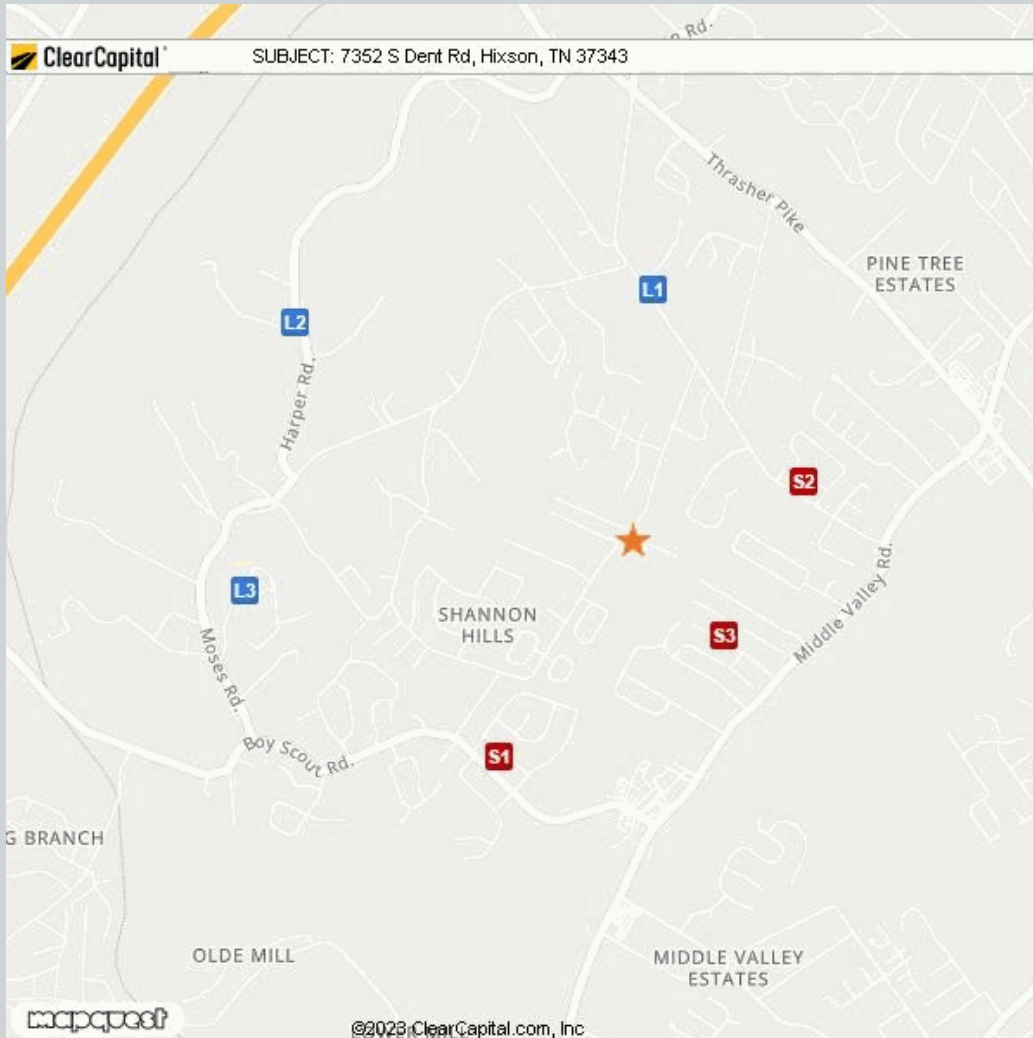 ClearCapital
SUBJECT: 7352 S Dent Rd, Hixson, TN 37343
Rd.
Thrasher Pike
PINE TREE
ESTATES
L1
L2
Harper Rd.
S2
L3
SHANNON
HILLS
S3
Middle Valley Rd.
Moses Rd.
Boy Scout Rd.
S1
G BRANCH
OLDE MILL
MIDDLE VALLEY
ESTATES
mapquest
©2023 ClearCapital.com, Inc